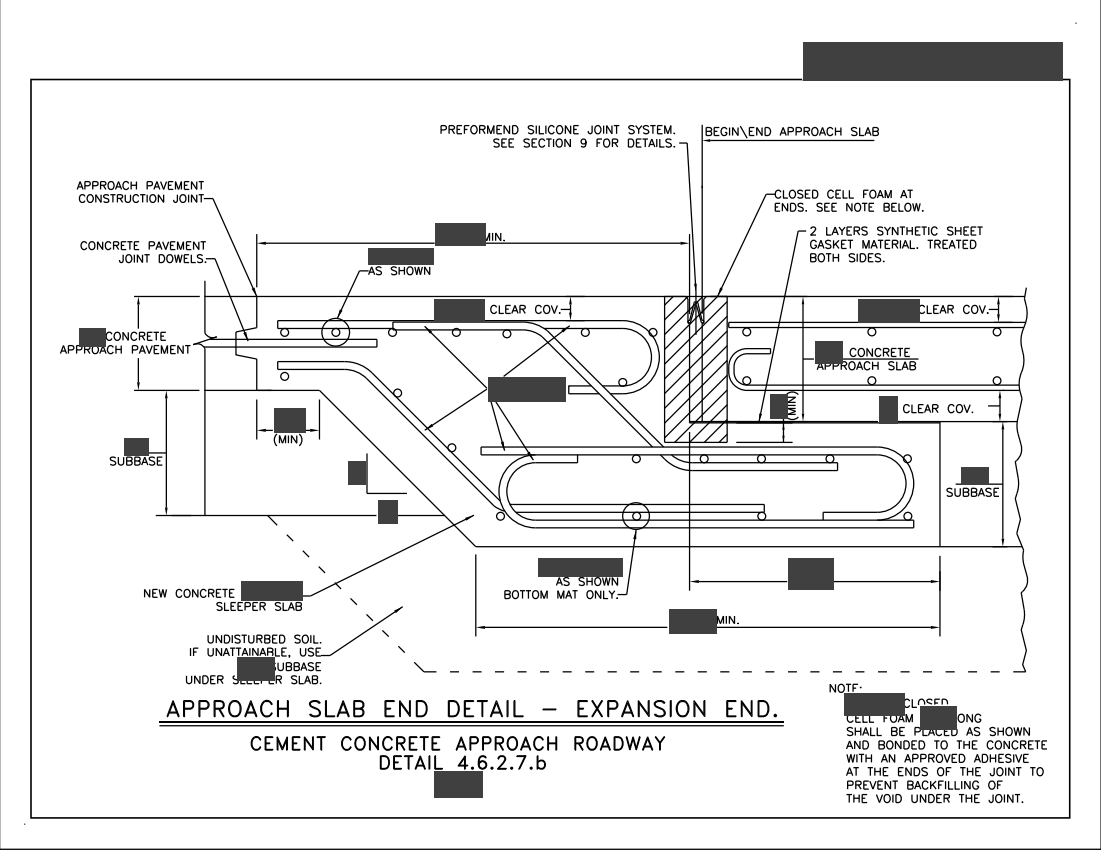 PREFORMEND SILICONE JOINT SYSTEM.
SEE SECTION 9 FOR DETAILS.
BEGIN\END APPROACH SLAB
APPROACH PAVEMENT
CONSTRUCTION JOINT
CLOSED CELL FOAM AT
ENDS. SEE NOTE BELOW.
CONCRETE PAVEMENT
JOINT DOWELS.
MIN.
2 LAYERS SYNTHETIC SHEET
GASKET MATERIAL. TREATED
BOTH SIDES.
AS SHOWN
CLEAR COV.
CLEAR COV.
CONCRETE
APPROACH PAVEMENT
CONCRETE
APPROACH SLAB
(MIN)
CLEAR COV.
(MIN)
SUBBASE
SUBBASE
NEW CONCRETE
SLEEPER SLAB
AS SHOWN
BOTTOM MAT ONLY.
MIN.
UNDISTURBED SOIL.
IF UNATTAINABLE, USE
SUBBASE
UNDER SLEEPER SLAB.
APPROACH SLAB END DETAIL – EXPANSION END.
CEMENT CONCRETE APPROACH ROADWAY
DETAIL 4.6.2.7.b
NOTE:
CLOSED
CELL FOAM
SHALL BE PLACED AS SHOWN
AND BONDED TO THE CONCRETE
WITH AN APPROVED ADHESIVE
AT THE ENDS OF THE JOINT TO
PREVENT BACKFILLING OF
THE VOID UNDER THE JOINT.